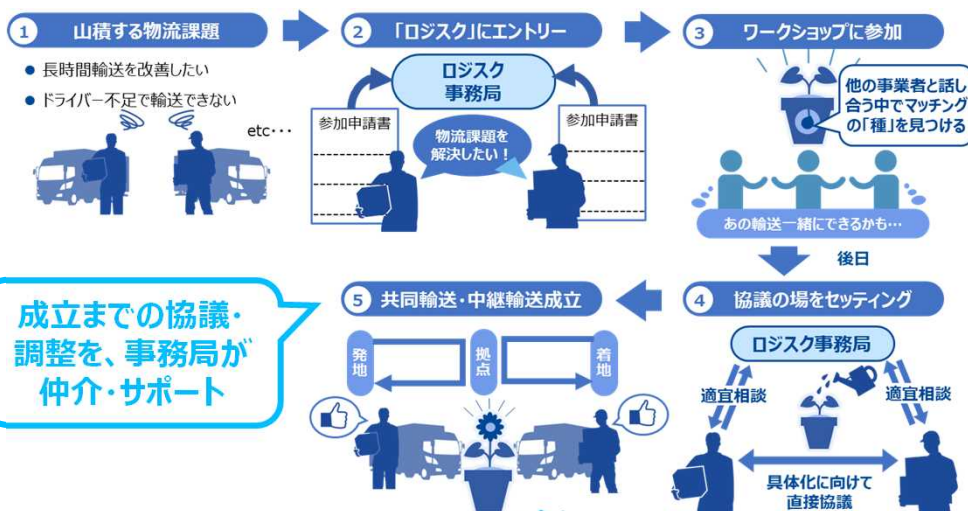 1 山積する物流課題
● 長時間輸送を改善したい
● ドライバー不足で輸送できない
etc･･･
2 「ロジスク」にエントリー
ロジスク
事務局
参加申請書
参加申請書
物流課題を
解決したい！
3 ワークショップに参加
他の事業者と話し
合う中でマッチング
の「種」を見つける
あの輸送一緒にできるかも…
後日
4 協議の場をセッティング
ロジスク事務局
適宜相談
適宜相談
具体化に向けて
直接協議
5 共同輸送・中継輸送成立
発地
拠点
着地
成立までの協議・
調整を、事務局が
仲介・サポート